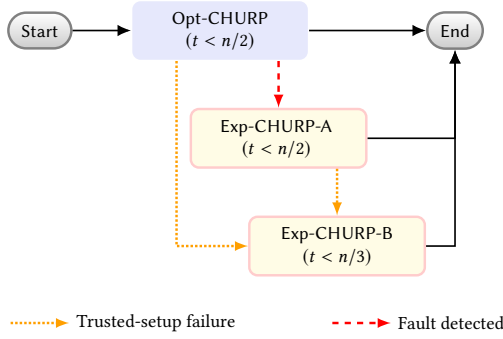 Start
Opt-CHURP
(t < n/2)
End
Exp-CHURP-A
(t < n/2)
Exp-CHURP-B
(t < n/3)
Trusted-setup failure
Fault detected